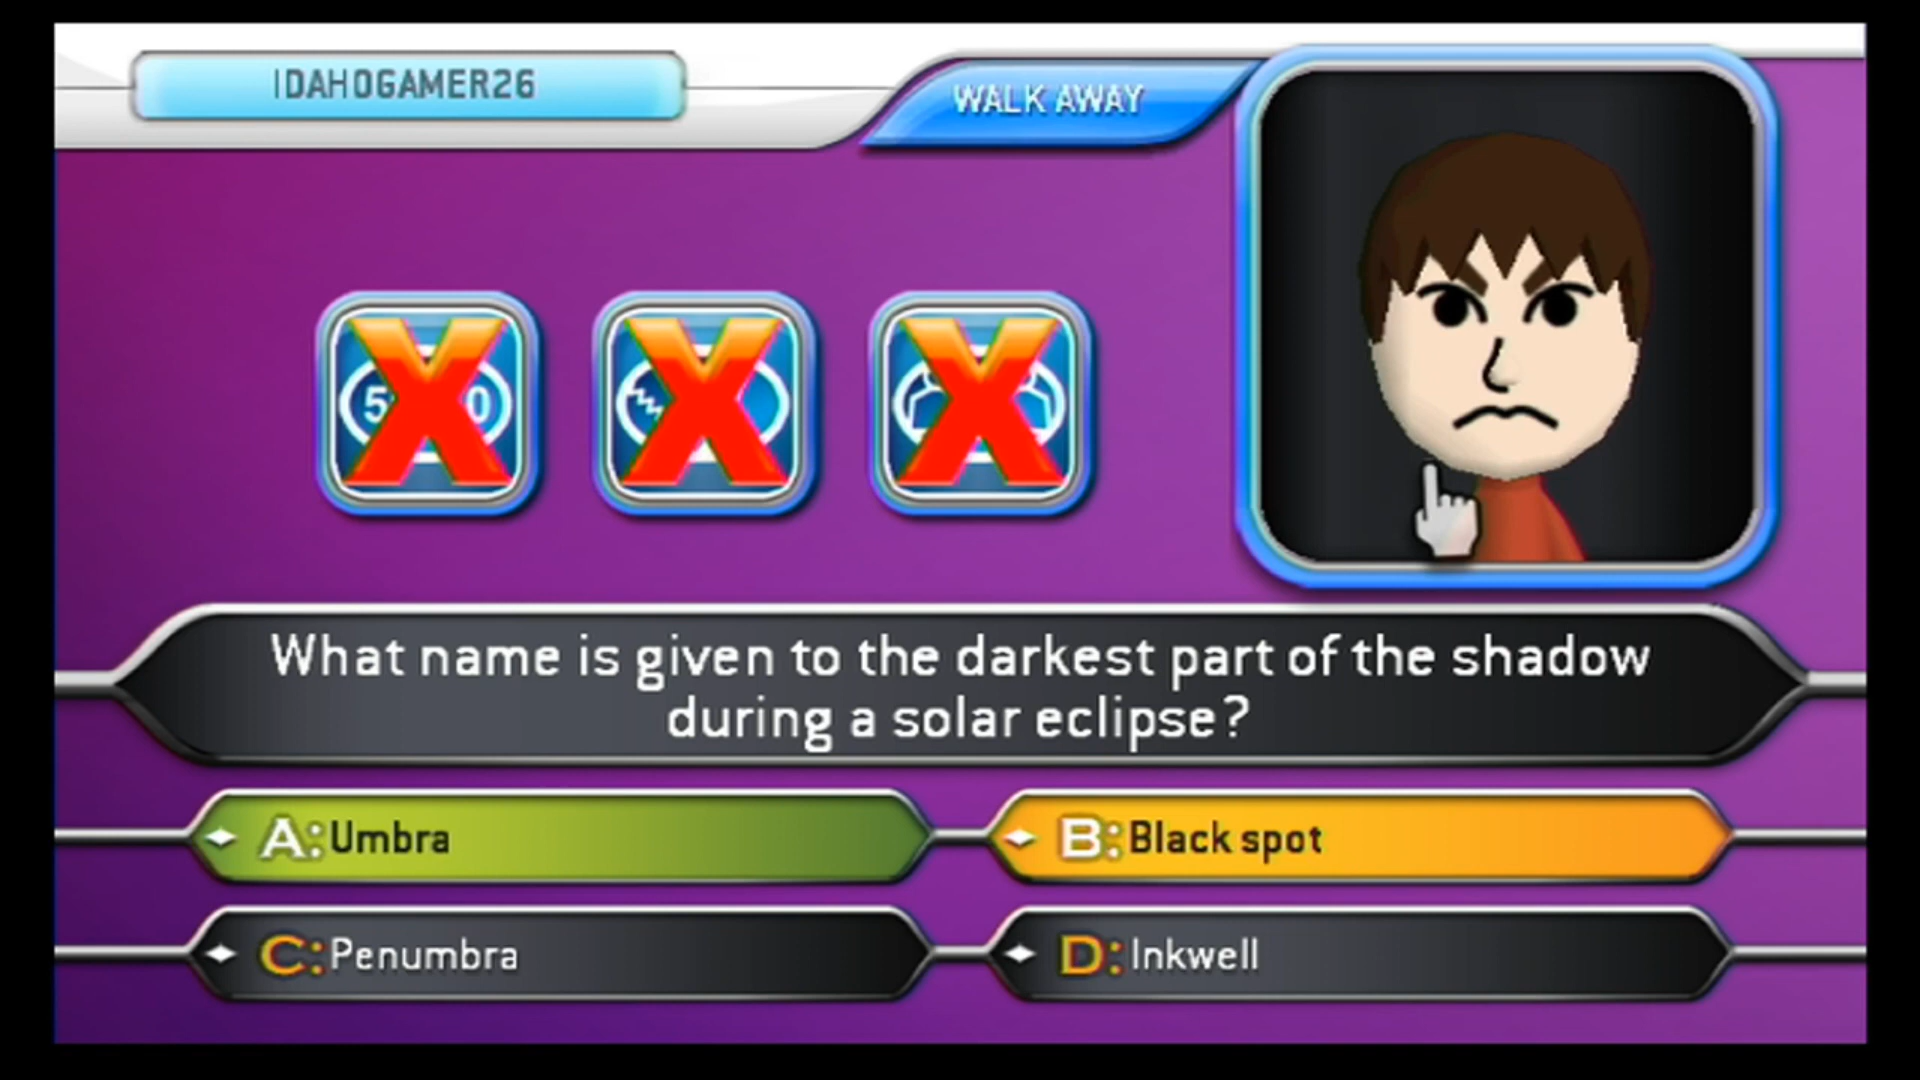 IDAHOGAMER26
WALK AWAY
What name is given to the darkest part of the shadow
during a solar eclipse?
A: Umbra
B: Black spot
C: Penumbra
D: Inkwell